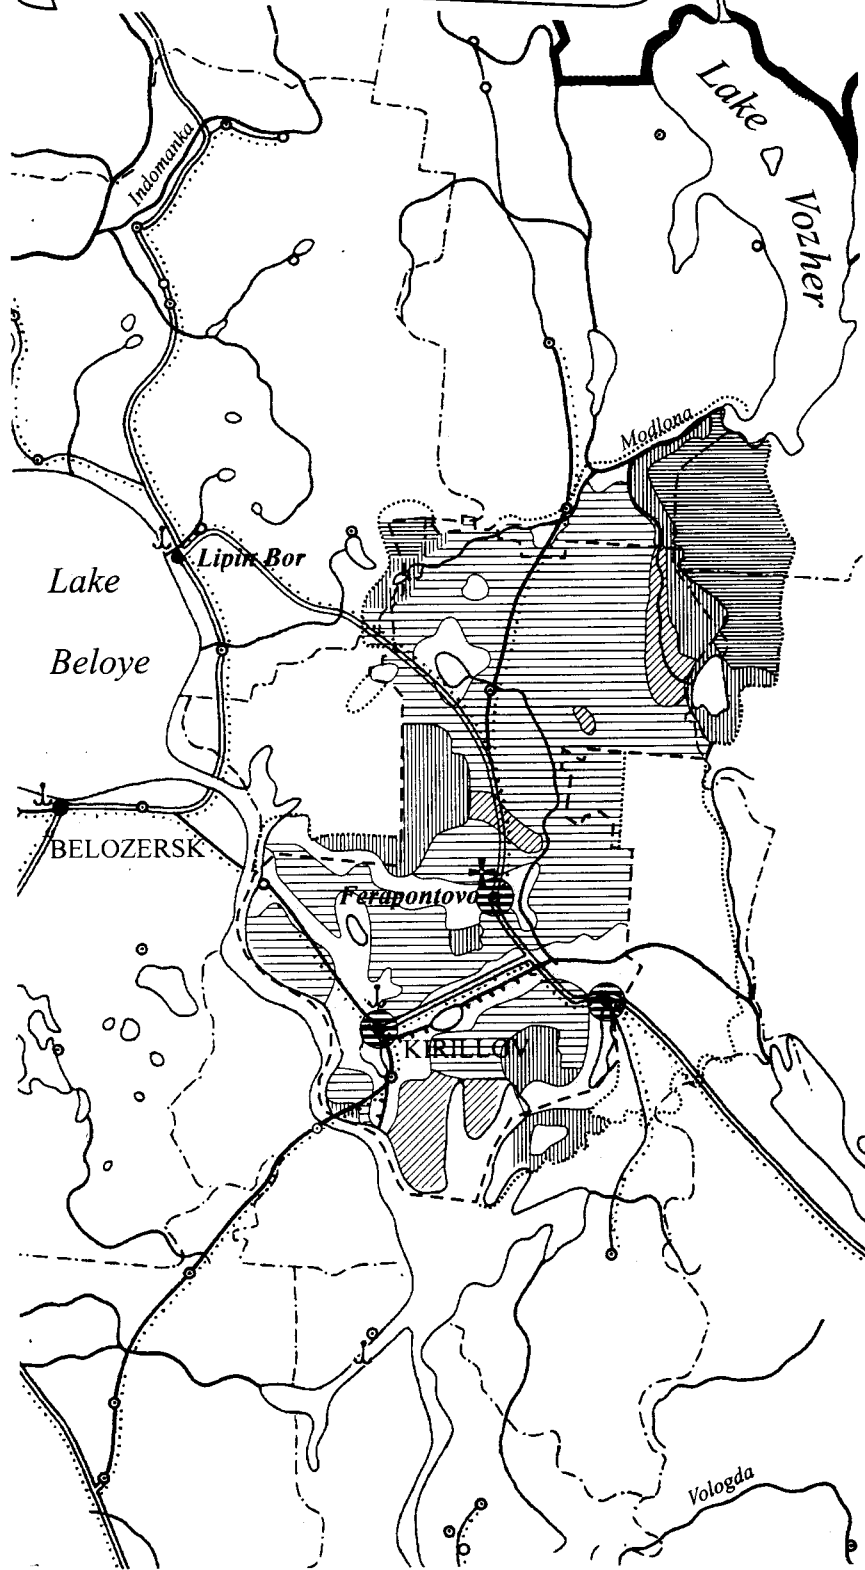 Lake
Vozher
Indomanka
Modlona
Lipin Bor
Lake
Beloye
BELOZERSK
Ferapontovo
KIRILLOV
Vologda